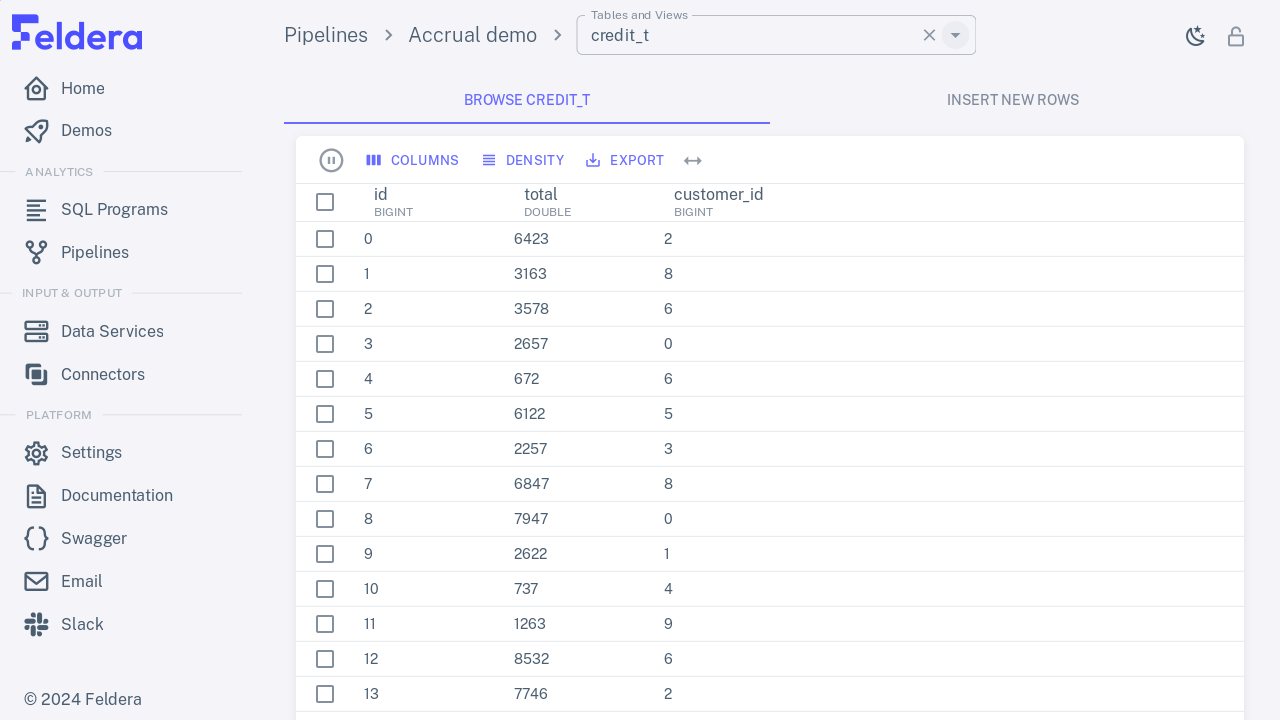 Feldera
Home
Demos
ANALYTICS
SQL Programs
Pipelines
INPUT & OUTPUT
Data Services
Connectors
PLATFORM
Settings
Documentation
Swagger
Email
Slack
© 2024 Feldera
Pipelines > Accrual demo >
Tables and Views
credit_t
BROWSE CREDIT_T INSERT NEW ROWS
COLUMNS DENSITY EXPORT
id total customer_id
BIGINT DOUBLE BIGINT
0 6423 2
1 3163 8
2 3578 6
3 2657 0
4 672 6
5 6122 5
6 2257 3
7 6847 8
8 7947 0
9 2622 1
10 737 4
11 1263 9
12 8532 6
13 7746 2